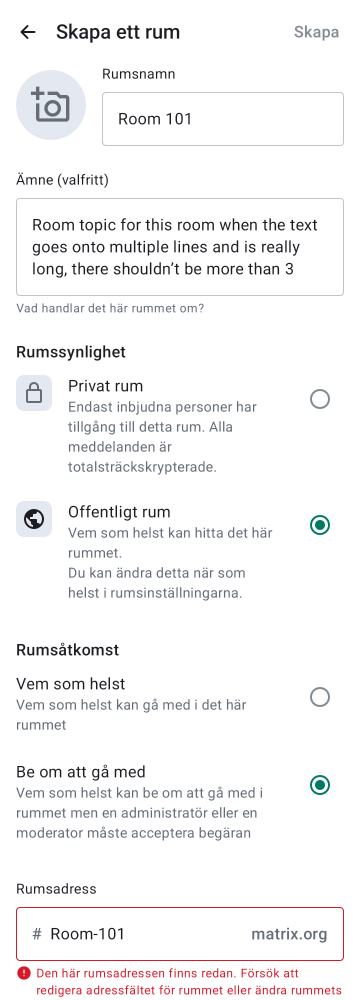 Skapa ett rum
Skapa
Rumsnamn
Room 101
Ämne (valfritt)
Room topic for this room when the text
goes onto multiple lines and is really
long, there shouldn’t be more than 3
Vad handlar det här rummet om?
Rumssynlighet
Privat rum
Endast inbjudna personer har
tillgång till detta rum. Alla
meddelanden är
totalsträckskrypterade.
Offentligt rum
Vem som helst kan hitta det här
rummet.
Du kan ändra detta när som
helst i rumsinställningarna.
Rumsåtkomst
Vem som helst
Vem som helst kan gå med i det här
rummet
Be om att gå med
Vem som helst kan be om att gå med i
rummet men en administratör eller en
moderator måste acceptera begäran
Rumsadress
# Room-101 matrix.org
Den här rumsadressen finns redan. Försök att
redigera adressfältet för rummet eller ändra rummets